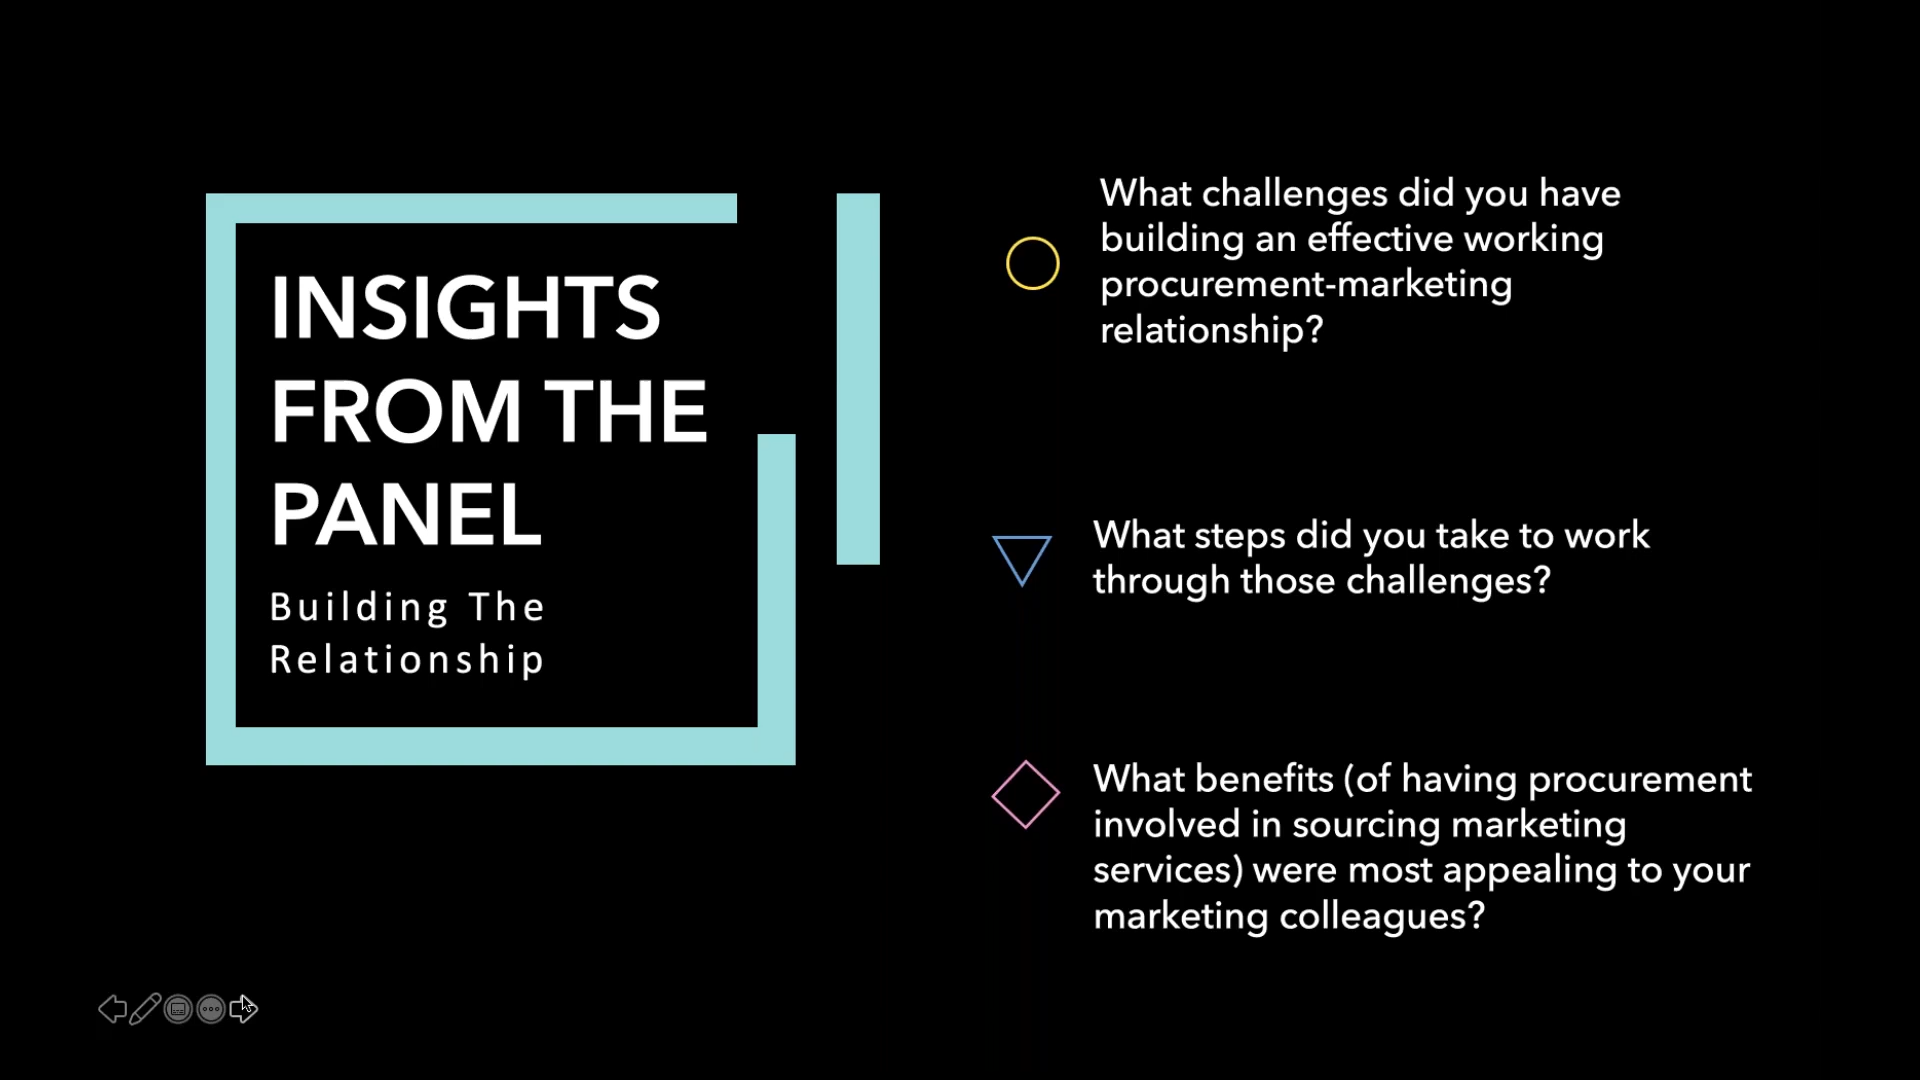 INSIGHTS
FROM THE
PANEL
Building The
Relationship
What challenges did you have
building an effective working
procurement-marketing
relationship?
What steps did you take to work
through those challenges?
What benefits (of having procurement
involved in sourcing marketing
services) were most appealing to your
marketing colleagues?